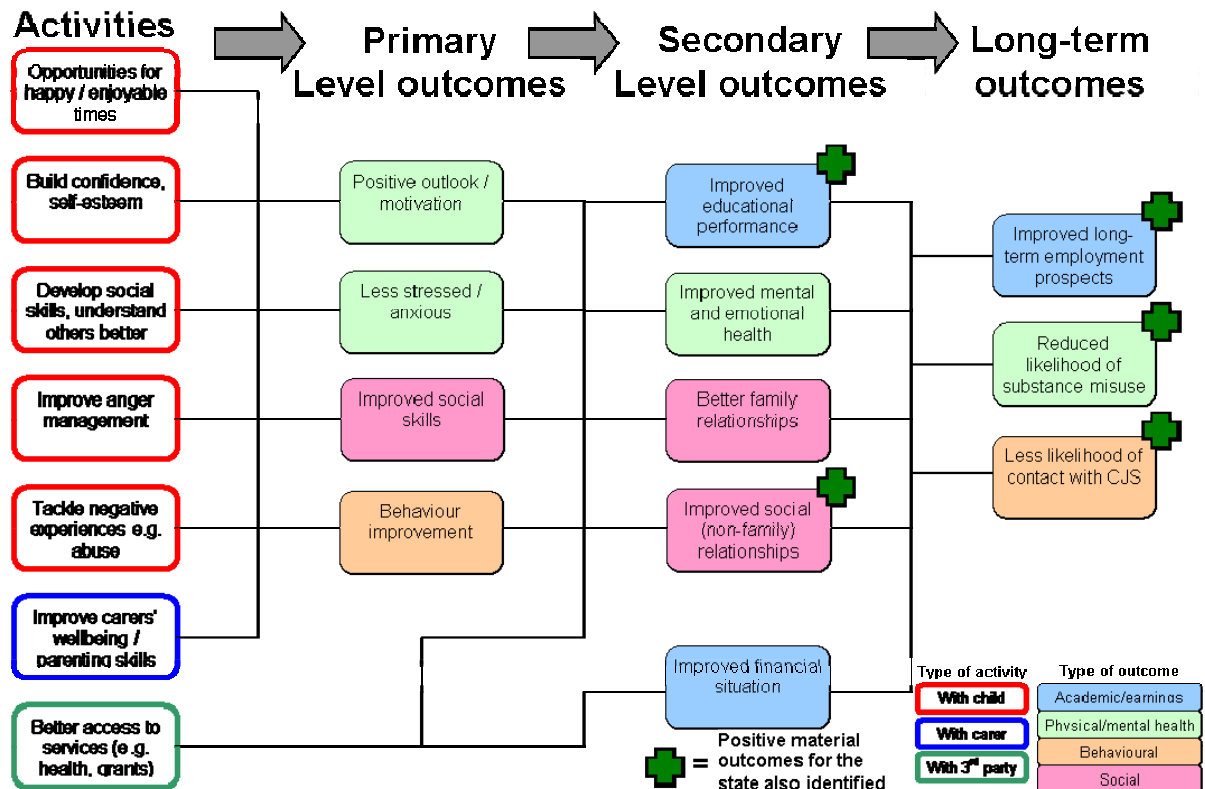 Activities
Primary
Level outcomes
Secondary
Level outcomes
Long-term
outcomes
Opportunities for
happy / enjoyable
times
Build confidence,
self-esteem
Develop social
skills, understand
others better
Improve anger
management
Tackle negative
experiences e.g.
abuse
Improve carers'
wellbeing /
parenting skills
Better access to
services (e.g.
health, grants)
Positive outlook /
motivation
Less stressed /
anxious
Improved social
skills
Behaviour
improvement
Improved
educational
performance
Improved mental
and emotional
health
Better family
relationships
Improved social
(non-family)
relationships
Improved financial
situation
Improved long-
term employment
prospects
Reduced
likelihood of
substance misuse
Less likelihood of
contact with CJS
= Positive material
outcomes for the
state also identified
Type of activity
With child
With carer
With 3rd party
Type of outcome
Academic/earnings
Physical/mental health
Behavioural
Social